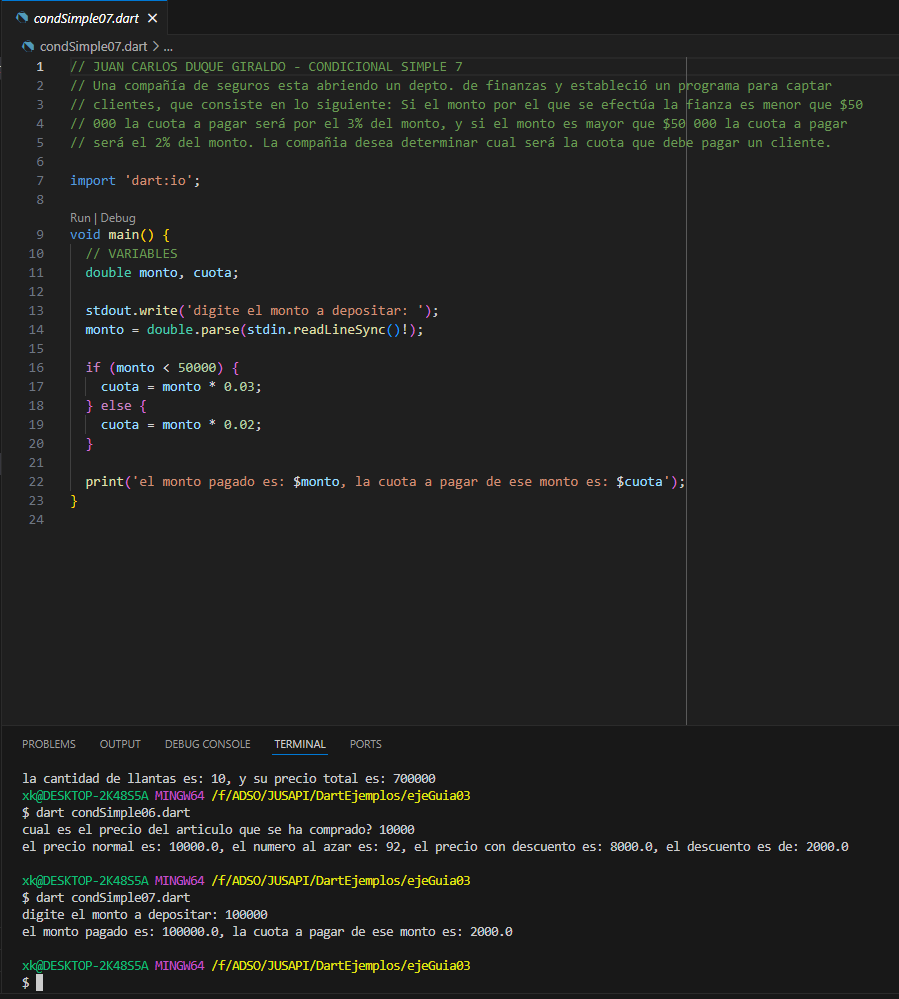 condSimple07.dart
condSimple07.dart > ...
1 // JUAN CARLOS DUQUE GIRALDO - CONDICIONAL SIMPLE 7
2 // Una compañía de seguros esta abriendo un depto. de finanzas y estableció un programa para captar
3 // clientes, que consiste en lo siguiente: Si el monto por el que se efectúa la fianza es menor que $50
4 // 000 la cuota a pagar será por el 3% del monto, y si el monto es mayor que $50 000 la cuota a pagar
5 // será el 2% del monto. La compañia desea determinar cual será la cuota que debe pagar un cliente.
6
7 import 'dart:io';
8
Run | Debug
9 void main() {
10 // VARIABLES
11 double monto, cuota;
12
13 stdout.write('digite el monto a depositar: ');
14 monto = double.parse(stdin.readLineSync()!);
15
16 if (monto < 50000) {
17 cuota = monto * 0.03;
18 } else {
19 cuota = monto * 0.02;
20 }
21
22 print('el monto pagado es: $monto, la cuota a pagar de ese monto es: $cuota');
23 }
24
PROBLEMS OUTPUT DEBUG CONSOLE TERMINAL PORTS
la cantidad de llantas es: 10, y su precio total es: 700000
xk@DESKTOP-2K48S5A MINGW64 /f/ADSO/JUSAPI/DartEjemplos/ejeGuia03
$ dart condSimple06.dart
cual es el precio del articulo que se ha comprado? 10000
el precio normal es: 10000.0, el numero al azar es: 92, el precio con descuento es: 8000.0, el descuento es de: 2000.0
xk@DESKTOP-2K48S5A MINGW64 /f/ADSO/JUSAPI/DartEjemplos/ejeGuia03
$ dart condSimple07.dart
digite el monto a depositar: 100000
el monto pagado es: 100000.0, la cuota a pagar de ese monto es: 2000.0
xk@DESKTOP-2K48S5A MINGW64 /f/ADSO/JUSAPI/DartEjemplos/ejeGuia03
$